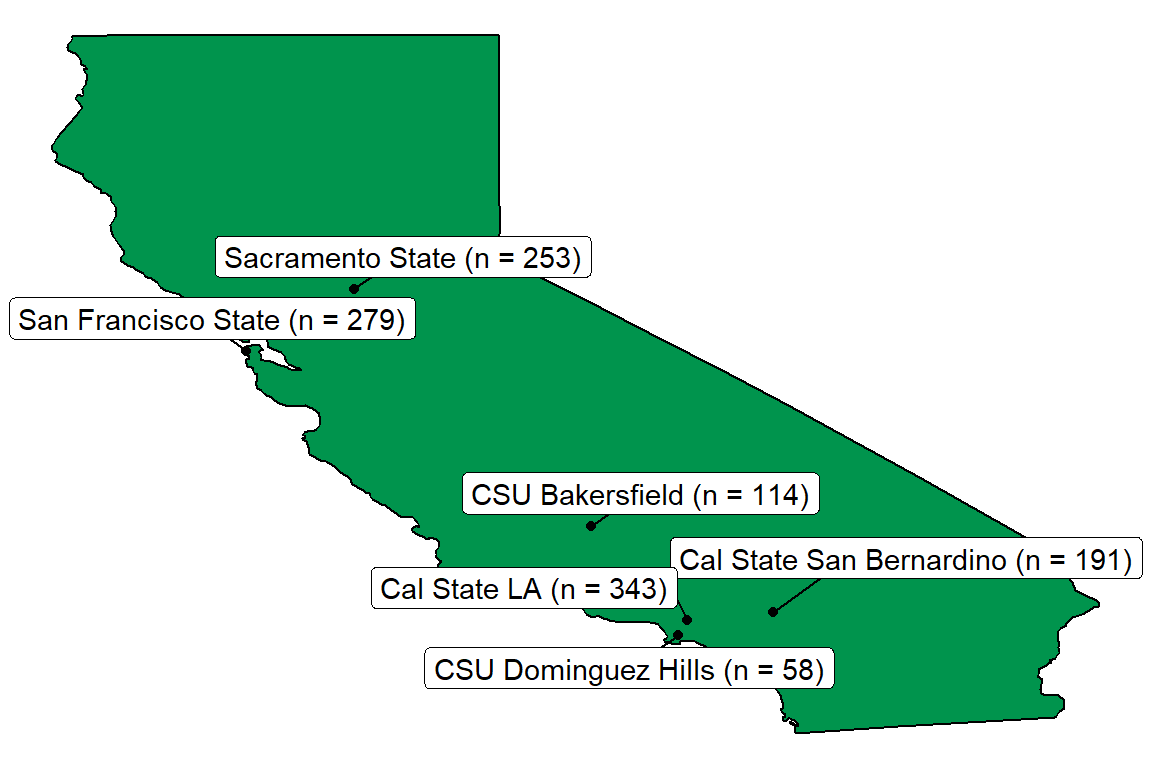 Sacramento State (n = 253)
San Francisco State (n = 279)
CSU Bakersfield (n = 114)
Cal State San Bernardino (n = 191)
Cal State LA (n = 343)
CSU Dominguez Hills (n = 58)